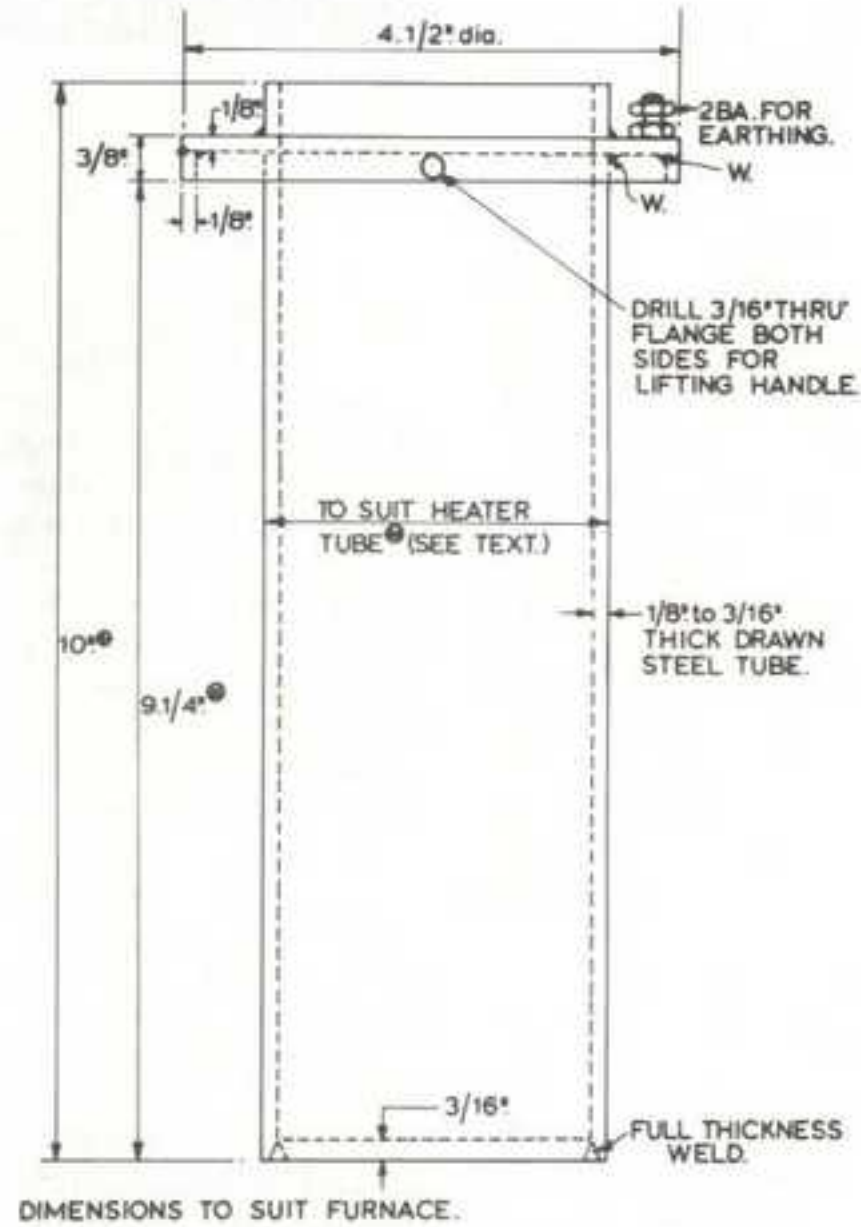 4.1/2" dia.
1/8"
2BA. FOR
EARTHING.
3/8"
W.
W.
1/8"
DRILL 3/16" THRU'
FLANGE BOTH
SIDES FOR
LIFTING HANDLE.
TO SUIT HEATER
TUBE (SEE TEXT.)
1/8" to 3/16"
THICK DRAWN
STEEL TUBE.
10"
9.1/4"
3/16"
FULL THICKNESS
WELD.
DIMENSIONS TO SUIT FURNACE.